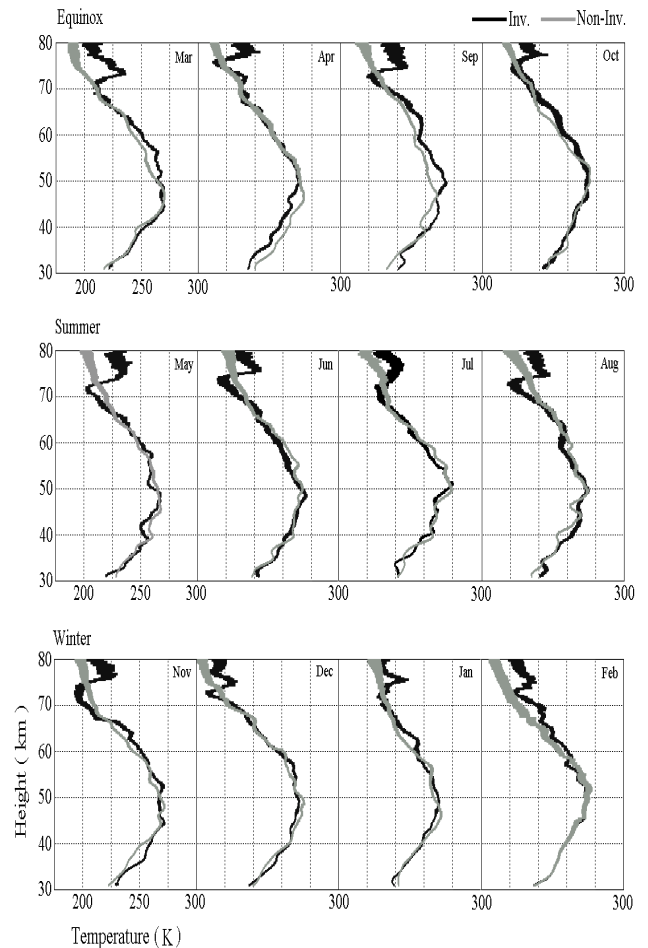 Equinox
Inv. Non-Inv.
80 Mar Apr Sep Oct
70
60
50
40
30
200 250 300 300 300 300
Summer
80 May Jun Jul Aug
70
60
50
40
30
200 250 300 300 300 300
Winter
80 Nov Dec Jan Feb
70
60
50
40
30
200 250 300 300 300 300
Height ( km )
Temperature ( K )